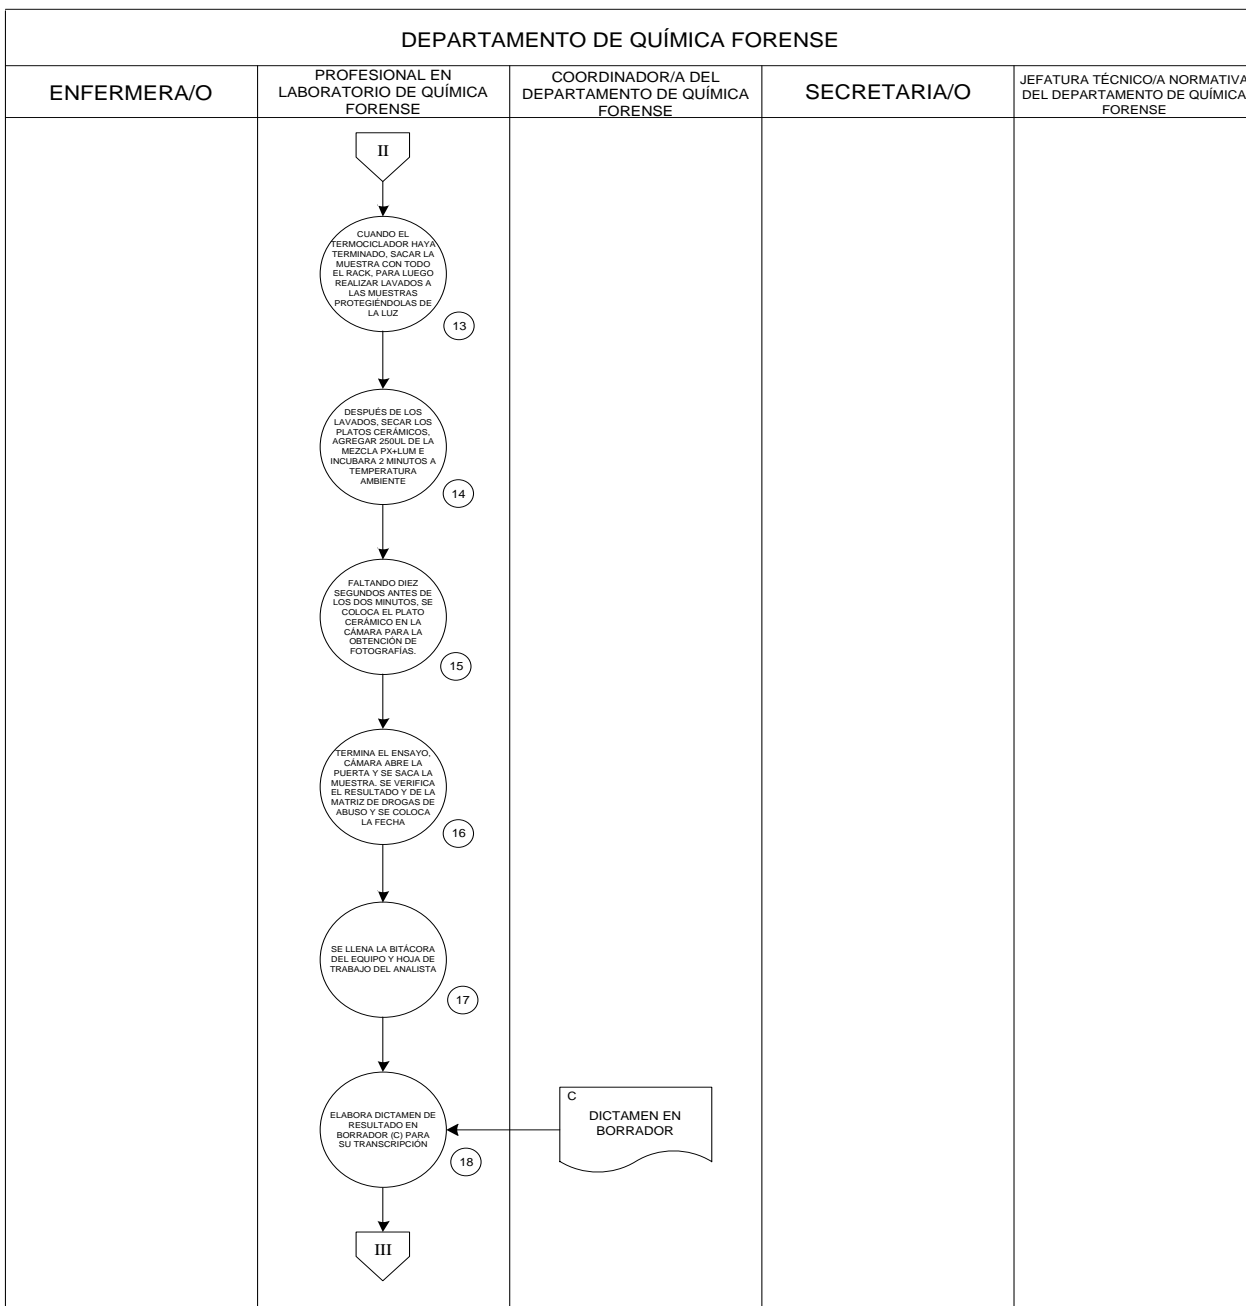 DEPARTAMENTO DE QUÍMICA FORENSE
ENFERMERA/O
PROFESIONAL EN
LABORATORIO DE QUÍMICA
FORENSE
COORDINADOR/A DEL
DEPARTAMENTO DE QUÍMICA
FORENSE
SECRETARIA/O
JEFATURA TÉCNICO/A NORMATIVA
DEL DEPARTAMENTO DE QUÍMICA
FORENSE
II
CUANDO EL
TERMOCICLADOR HAYA
TERMINADO, SACAR LA
MUESTRA CON TODO
EL RACK, PARA LUEGO
REALIZAR LAVADOS A
LAS MUESTRAS
PROTEGIÉNDOLAS DE
LA LUZ
13
DESPUÉS DE LOS
LAVADOS, SECAR LOS
PLATOS CERÁMICOS,
AGREGAR 250UL DE LA
MEZCLA PX+LUM E
INCUBARA 2 MINUTOS A
TEMPERATURA
AMBIENTE
14
FALTANDO DIEZ
SEGUNDOS ANTES DE
LOS DOS MINUTOS, SE
COLOCA EL PLATO
CERÁMICO EN LA
CÁMARA PARA LA
OBTENCIÓN DE
FOTOGRAFÍAS.
15
TERMINA EL ENSAYO,
CÁMARA ABRE LA
PUERTA Y SE SACA LA
MUESTRA. SE VERIFICA
EL RESULTADO Y DE LA
MATRIZ DE DROGAS DE
ABUSO Y SE COLOCA
LA FECHA
16
SE LLENA LA BITÁCORA
DEL EQUIPO Y HOJA DE
TRABAJO DEL ANALISTA
17
ELABORA DICTAMEN DE
RESULTADO EN
BORRADOR (C) PARA
SU TRANSCRIPCIÓN
18
C
DICTAMEN EN
BORRADOR
III